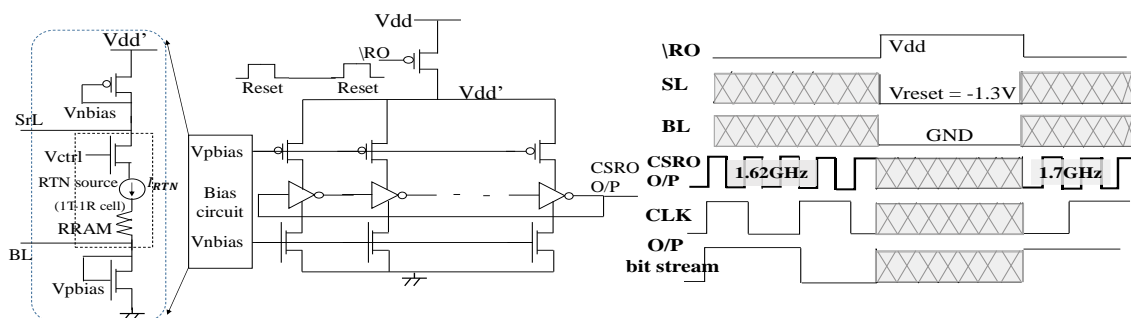 Vdd'
Vnbias
SrL
Vctrl
RTN source
I_RTN
(1T-1R cell)
RRAM
BL
Vpbias
Vdd
\RO
Reset
Reset
Vdd'
Vpbias
Bias
circuit
Vnbias
CSRO
O/P
\RO
Vdd
SL
Vreset = -1.3V
BL
GND
CSRO
O/P
1.62GHz
1.7GHz
CLK
O/P
bit stream